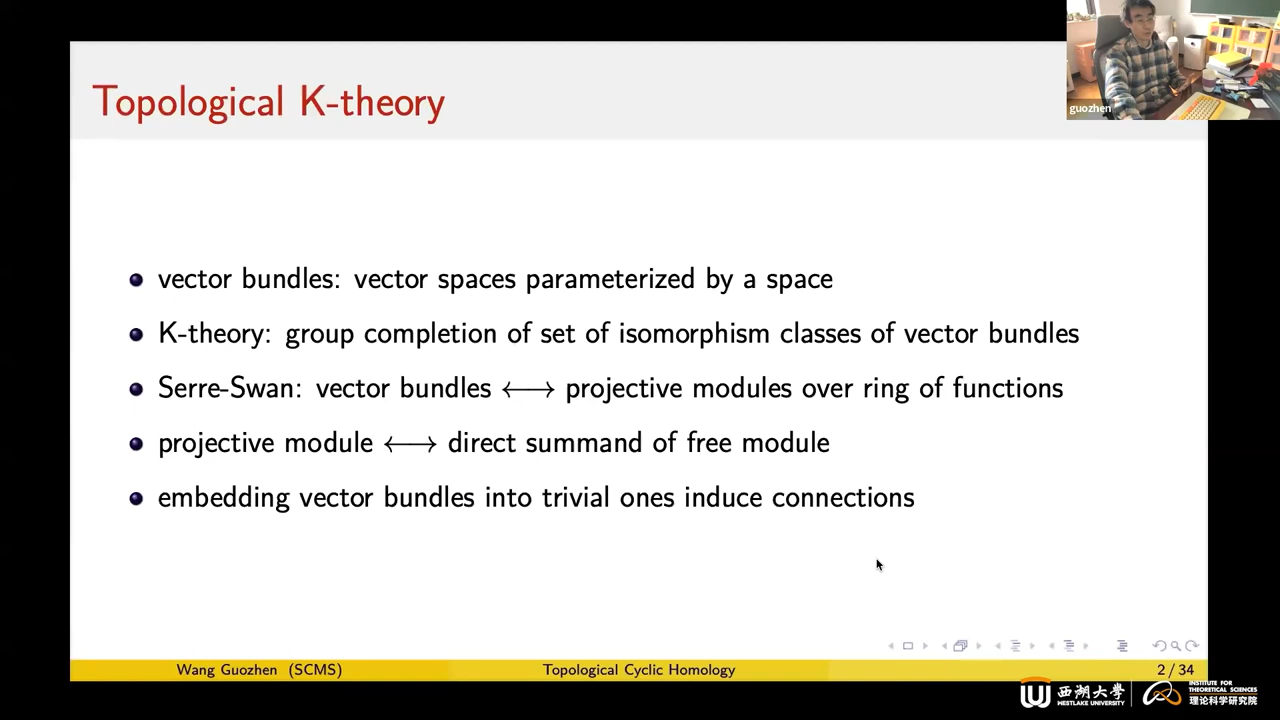 Topological K-theory
guozhen
vector bundles: vector spaces parameterized by a space
K-theory: group completion of set of isomorphism classes of vector bundles
Serre-Swan: vector bundles ⟷ projective modules over ring of functions
projective module ⟷ direct summand of free module
embedding vector bundles into trivial ones induce connections
Wang Guozhen (SCMS) Topological Cyclic Homology 2 / 34
西湖大學
WESTLAKE UNIVERSITY
INSTITUTE FOR
THEORETICAL SCIENCES
理论科学研究院